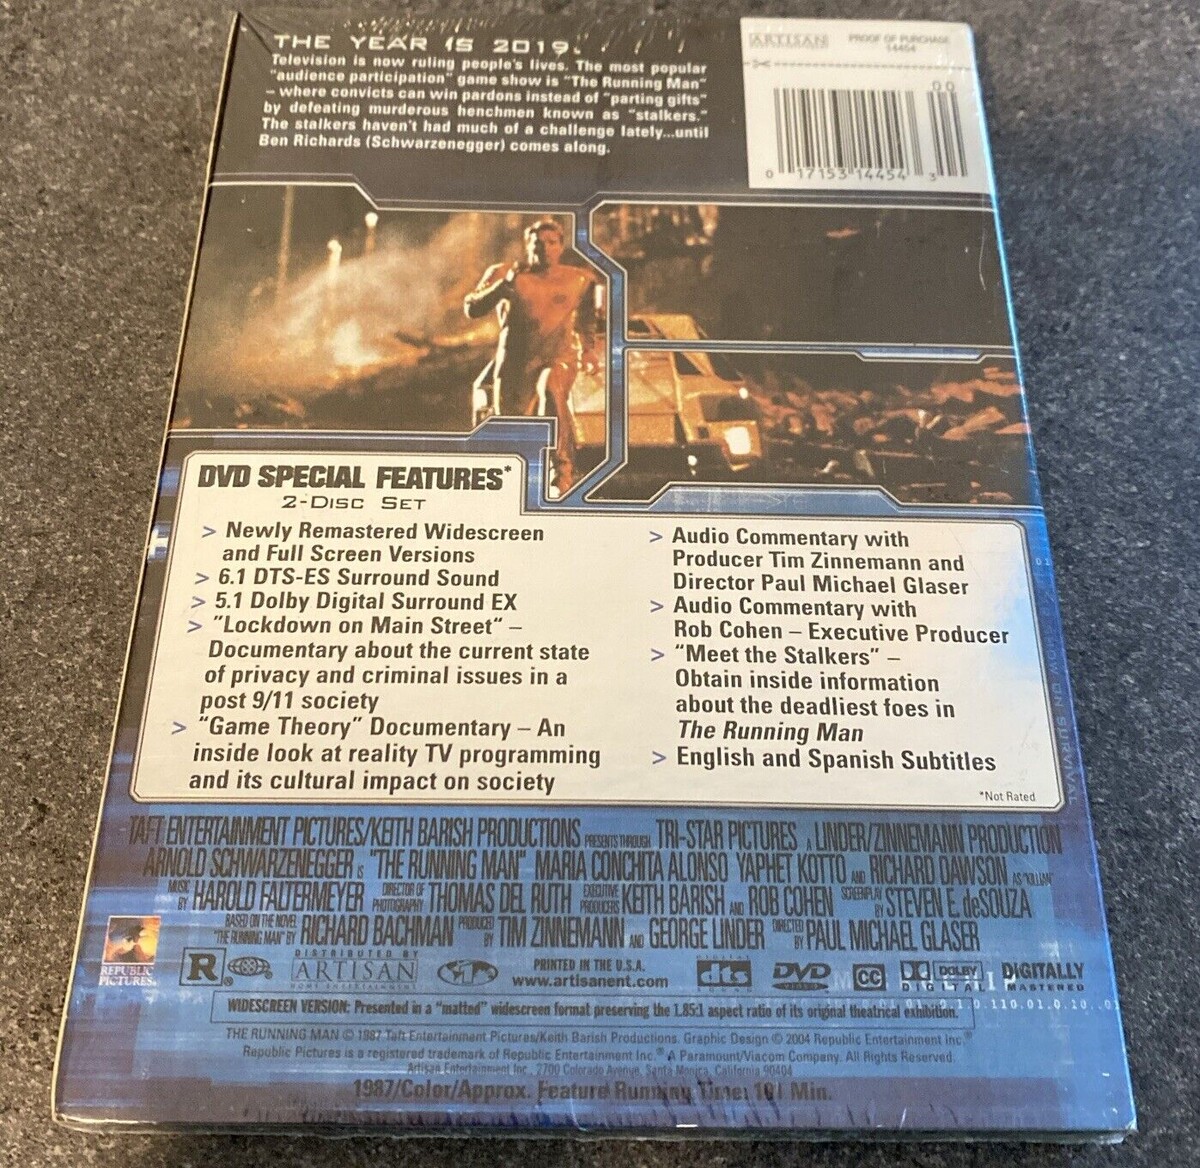 THE YEAR IS 2019.
Television is now ruling people's lives. The most popular
"audience participation" game show is "The Running Man"
– where convicts can win pardons instead of "parting gifts"
by defeating murderous henchmen known as "stalkers."
The stalkers haven't had much of a challenge lately...until
Ben Richards (Schwarzenegger) comes along.
ARTISAN
PROOF OF PURCHASE
14454
00
0 17153 14454 3
DVD SPECIAL FEATURES*
2-DISC SET
> Newly Remastered Widescreen
and Full Screen Versions
> 6.1 DTS-ES Surround Sound
> 5.1 Dolby Digital Surround EX
> "Lockdown on Main Street" –
Documentary about the current state
of privacy and criminal issues in a
post 9/11 society
> "Game Theory" Documentary – An
inside look at reality TV programming
and its cultural impact on society
> Audio Commentary with
Producer Tim Zinnemann and
Director Paul Michael Glaser
> Audio Commentary with
Rob Cohen – Executive Producer
> "Meet the Stalkers" –
Obtain inside information
about the deadliest foes in
The Running Man
> English and Spanish Subtitles
*Not Rated
TAFT ENTERTAINMENT PICTURES/KEITH BARISH PRODUCTIONS PRESENTS THROUGH TRI-STAR PICTURES A LINDER/ZINNEMANN PRODUCTION
ARNOLD SCHWARZENEGGER IS "THE RUNNING MAN" MARIA CONCHITA ALONSO YAPHET KOTTO AND RICHARD DAWSON AS "KILLIAN"
MUSIC BY HAROLD FALTERMEYER DIRECTOR OF PHOTOGRAPHY THOMAS DEL RUTH EXECUTIVE PRODUCERS KEITH BARISH AND ROB COHEN SCREENPLAY BY STEVEN E. deSOUZA
BASED ON THE NOVEL "THE RUNNING MAN" BY RICHARD BACHMAN PRODUCED BY TIM ZINNEMANN AND GEORGE LINDER DIRECTED BY PAUL MICHAEL GLASER
REPUBLIC PICTURES
R
DISTRIBUTED BY
ARTISAN
HOME ENTERTAINMENT
PRINTED IN THE U.S.A.
www.artisanent.com
DIGITAL
dts
DVD
VIDEO
CC
DOLBY
DIGITAL
DIGITALLY
MASTERED
WIDESCREEN VERSION: Presented in a "matted" widescreen format preserving the 1.85:1 aspect ratio of its original theatrical exhibition.
THE RUNNING MAN © 1987 Taft Entertainment Pictures/Keith Barish Productions. Graphic Design © 2004 Republic Entertainment Inc.®
Republic Pictures is a registered trademark of Republic Entertainment Inc.® A Paramount/Viacom Company. All Rights Reserved.
Artisan Entertainment Inc., 2700 Colorado Avenue, Santa Monica, California 90404
1987/Color/Approx. Feature Running Time: 101 Min.